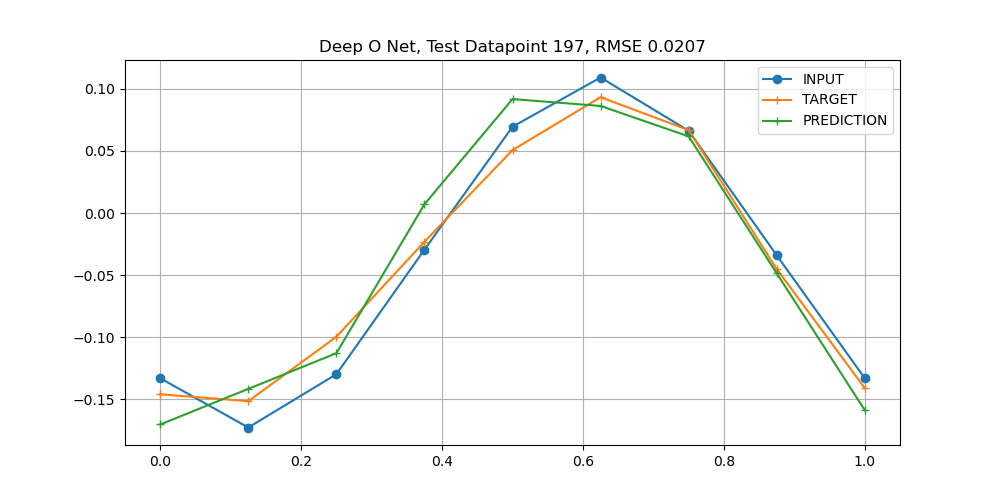 Deep O Net, Test Datapoint 197, RMSE 0.0207
INPUT
TARGET
PREDICTION
0.10
0.05
0.00
−0.05
−0.10
−0.15
0.0 0.2 0.4 0.6 0.8 1.0